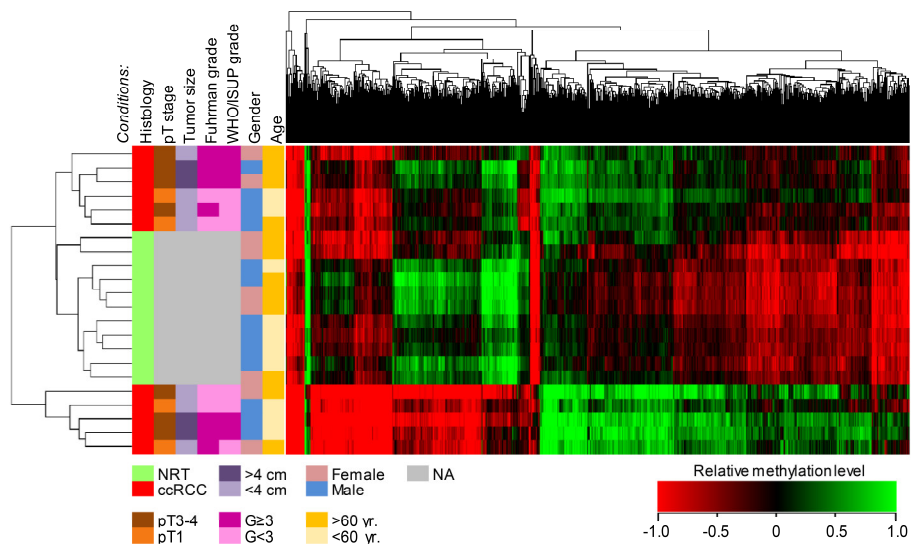 Conditions:
Histology
pT stage
Tumor size
Fuhrman grade
WHO/ISUP grade
Gender
Age
NRT
ccRCC
>4 cm
<4 cm
Female
Male
NA
pT3-4
pT1
G≥3
G<3
>60 yr.
<60 yr.
Relative methylation level
-1.0 -0.5 0 0.5 1.0